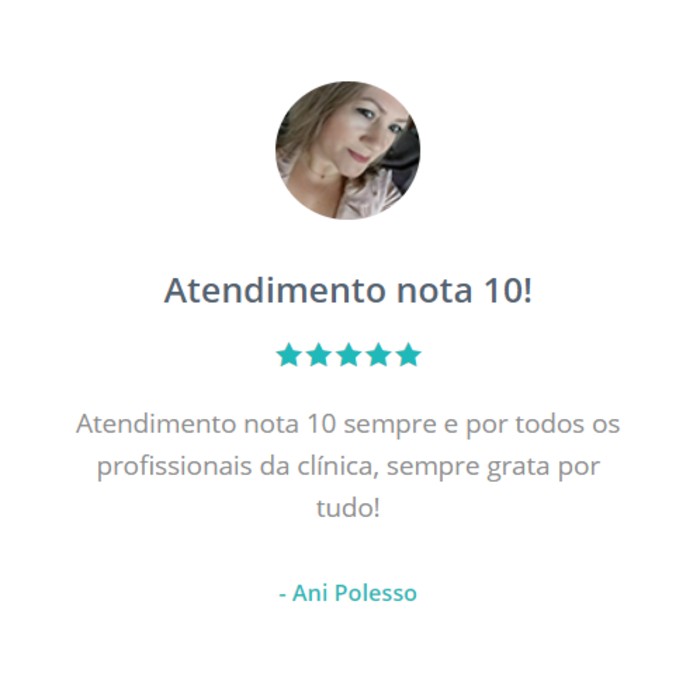 Atendimento nota 10!
Atendimento nota 10 sempre e por todos os
profissionais da clínica, sempre grata por
tudo!
- Ani Polesso